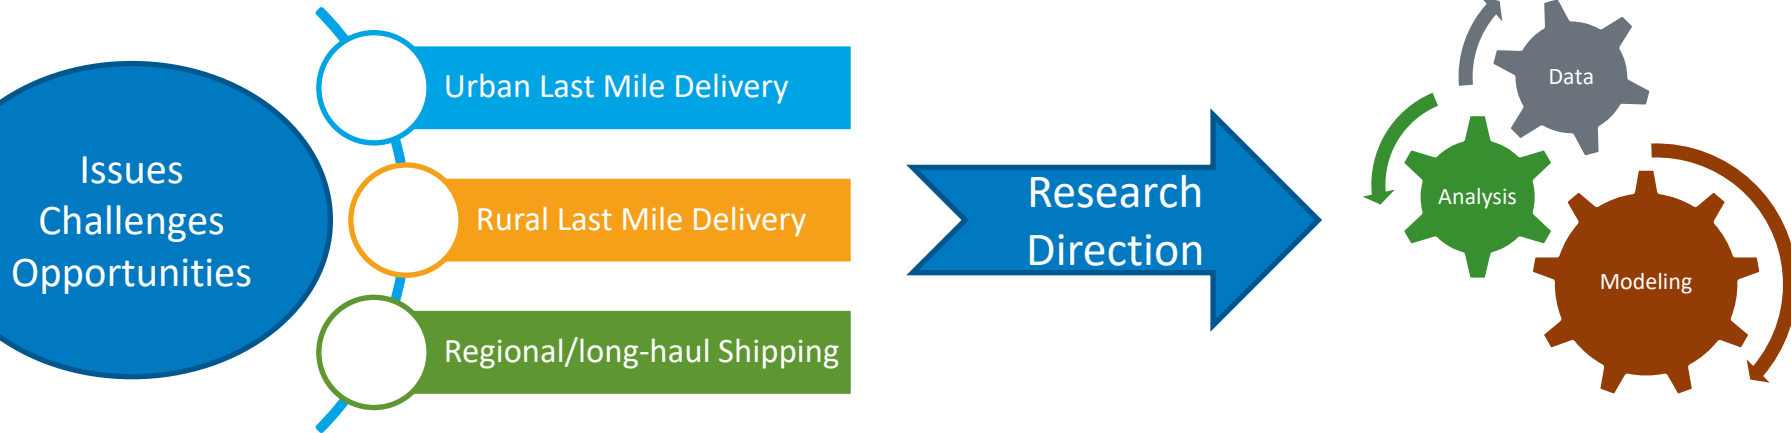 Issues
Challenges
Opportunities
Urban Last Mile Delivery
Rural Last Mile Delivery
Regional/long-haul Shipping
Research
Direction
Data
Analysis
Modeling